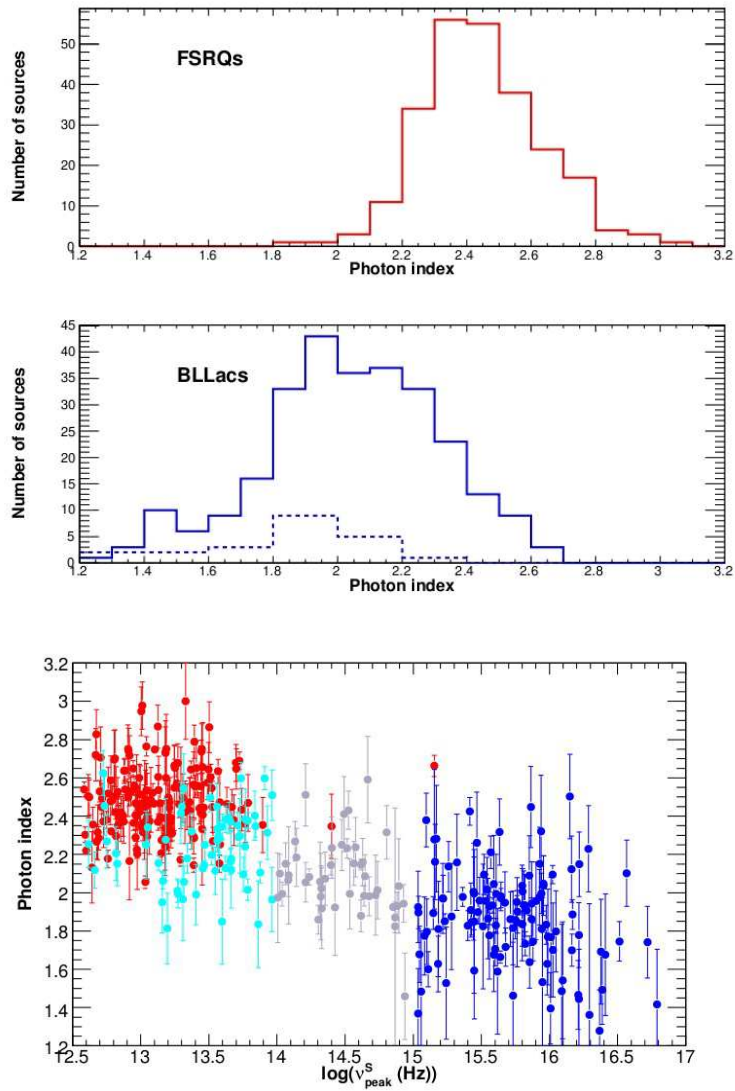 FSRQs
Number of sources
50
40
30
20
10
0
1.2 1.4 1.6 1.8 2 2.2 2.4 2.6 2.8 3 3.2
Photon index
BLLacs
Number of sources
45
40
35
30
25
20
15
10
5
0
1.2 1.4 1.6 1.8 2 2.2 2.4 2.6 2.8 3 3.2
Photon index
Photon index
3.2
3
2.8
2.6
2.4
2.2
2
1.8
1.6
1.4
1.2
12.5 13 13.5 14 14.5 15 15.5 16 16.5 17
log(ν^S_peak (Hz))